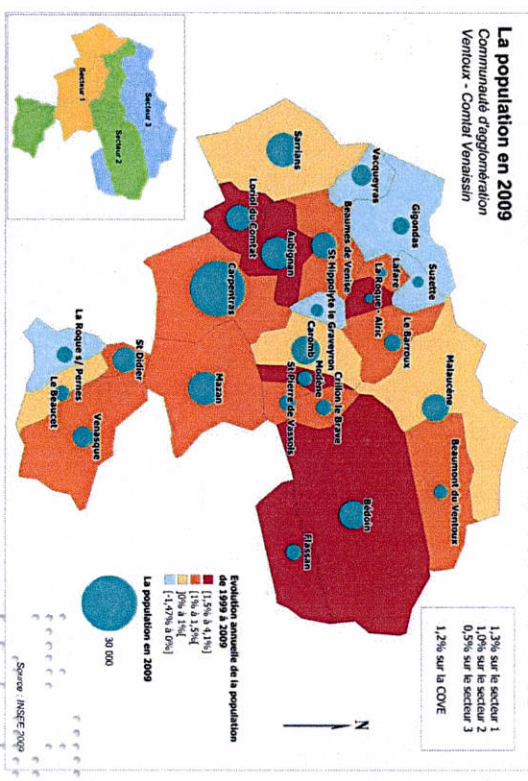 La population en 2009
Communauté d'agglomération
Ventoux - Comtat Venaissin
Secteur 3
Secteur 2
Secteur 1
1,3% sur le secteur 1
1,0% sur le secteur 2
0,5% sur le secteur 3
1,2% sur la COVE
N
Sarrians
Vacqueyras
Gigondas
Suzette
Lafare
La Roque - Alric
Beaumes de Venise
St Hippolyte le Graveyron
Aubignan
Loriol du Comtat
Carpentras
Le Barroux
Malaucène
Beaumont du Ventoux
Caromb
Modène
Crillon le Brave
St Pierre de Vassols
Bédoin
Flassan
Mazan
St Didier
La Roque s/ Pernes
Le Beaucet
Venasque
Evolution annuelle de la population
de 1999 à 2009
[1,5% à 4,1%]
[1% à 1,5%[
]0% à 1%[
[-1,47% à 0%]
La population en 2009
30 000
Source : INSEE 2009